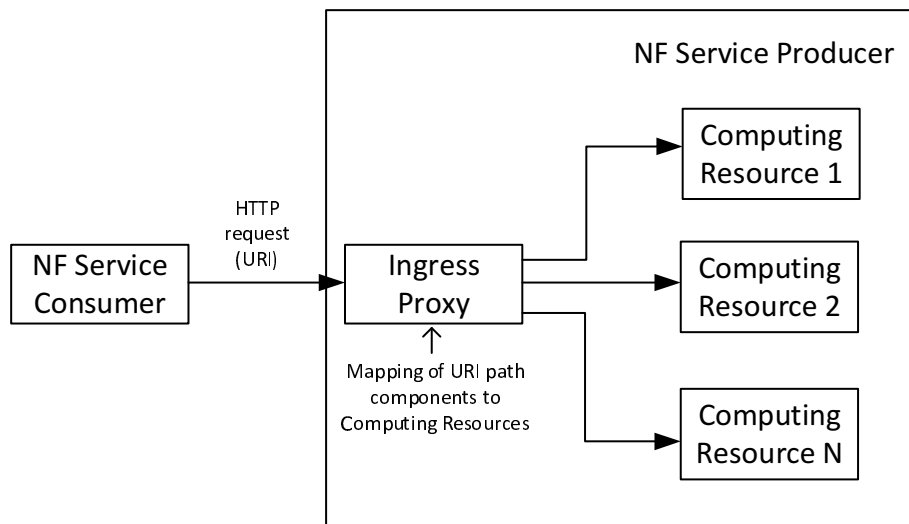 NF Service Producer
Computing
Resource 1
HTTP
request
(URI)
NF Service
Consumer
Ingress
Proxy
Computing
Resource 2
Mapping of URI path
components to
Computing Resources
Computing
Resource N